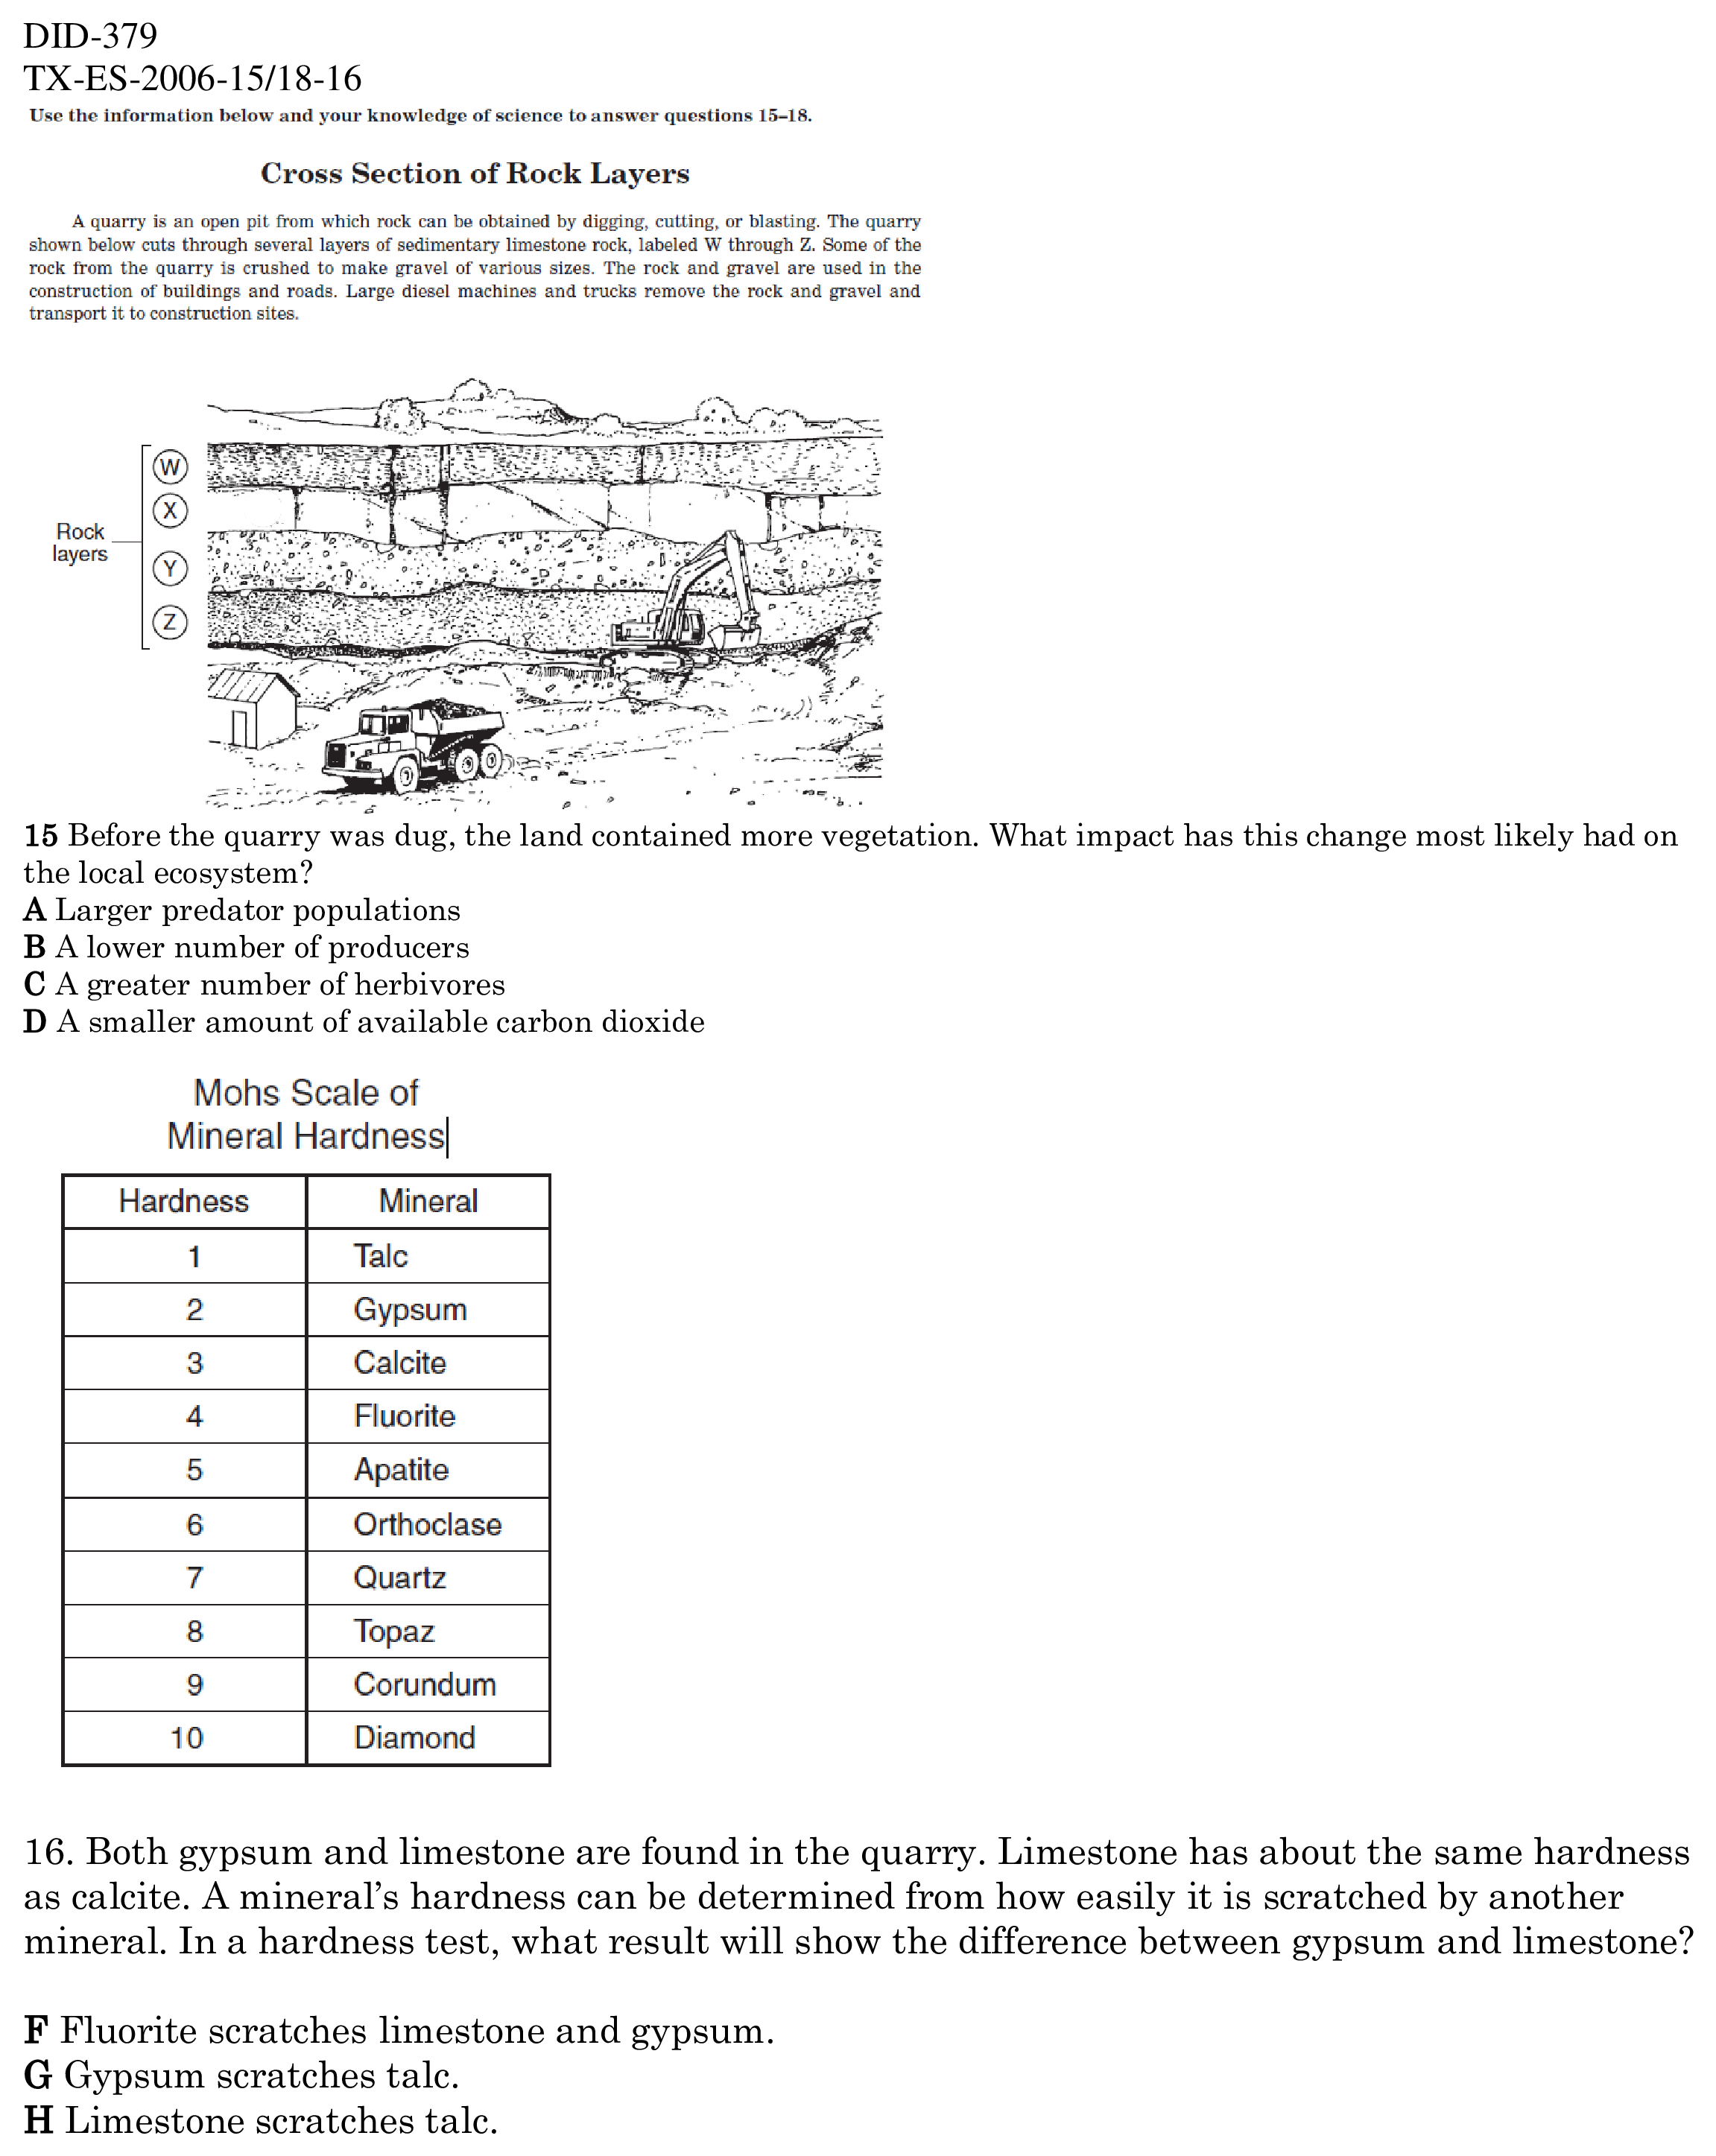 DID-379
TX-ES-2006-15/18-16
Use the information below and your knowledge of science to answer questions 15–18.
Cross Section of Rock Layers
A quarry is an open pit from which rock can be obtained by digging, cutting, or blasting. The quarry
shown below cuts through several layers of sedimentary limestone rock, labeled W through Z. Some of the
rock from the quarry is crushed to make gravel of various sizes. The rock and gravel are used in the
construction of buildings and roads. Large diesel machines and trucks remove the rock and gravel and
transport it to construction sites.
W
X
Rock
layers
Y
Z
15 Before the quarry was dug, the land contained more vegetation. What impact has this change most likely had on
the local ecosystem?
A Larger predator populations
B A lower number of producers
C A greater number of herbivores
D A smaller amount of available carbon dioxide
Mohs Scale of
Mineral Hardness
Hardness Mineral
1 Talc
2 Gypsum
3 Calcite
4 Fluorite
5 Apatite
6 Orthoclase
7 Quartz
8 Topaz
9 Corundum
10 Diamond
16. Both gypsum and limestone are found in the quarry. Limestone has about the same hardness
as calcite. A mineral’s hardness can be determined from how easily it is scratched by another
mineral. In a hardness test, what result will show the difference between gypsum and limestone?
F Fluorite scratches limestone and gypsum.
G Gypsum scratches talc.
H Limestone scratches talc.